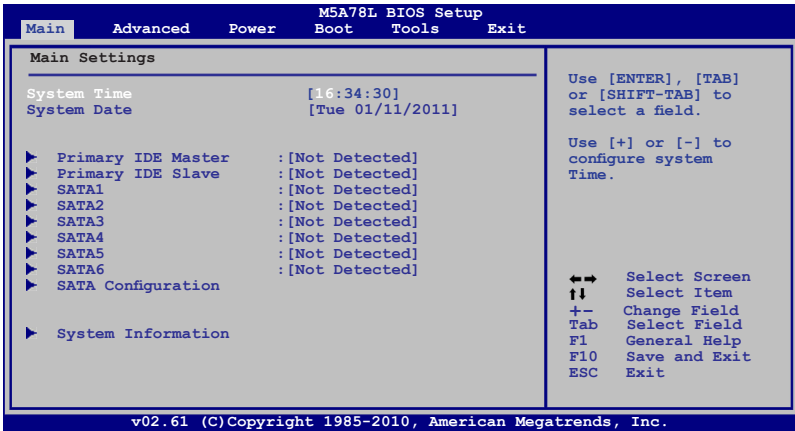 M5A78L BIOS Setup
Main Advanced Power Boot Tools Exit
Main Settings
System Time [16:34:30]
System Date [Tue 01/11/2011]
Primary IDE Master :[Not Detected]
Primary IDE Slave :[Not Detected]
SATA1 :[Not Detected]
SATA2 :[Not Detected]
SATA3 :[Not Detected]
SATA4 :[Not Detected]
SATA5 :[Not Detected]
SATA6 :[Not Detected]
SATA Configuration
System Information
Use [ENTER], [TAB]
or [SHIFT-TAB] to
select a field.
Use [+] or [-] to
configure system
Time.
←→ Select Screen
↑↓ Select Item
+- Change Field
Tab Select Field
F1 General Help
F10 Save and Exit
ESC Exit
v02.61 (C)Copyright 1985-2010, American Megatrends, Inc.